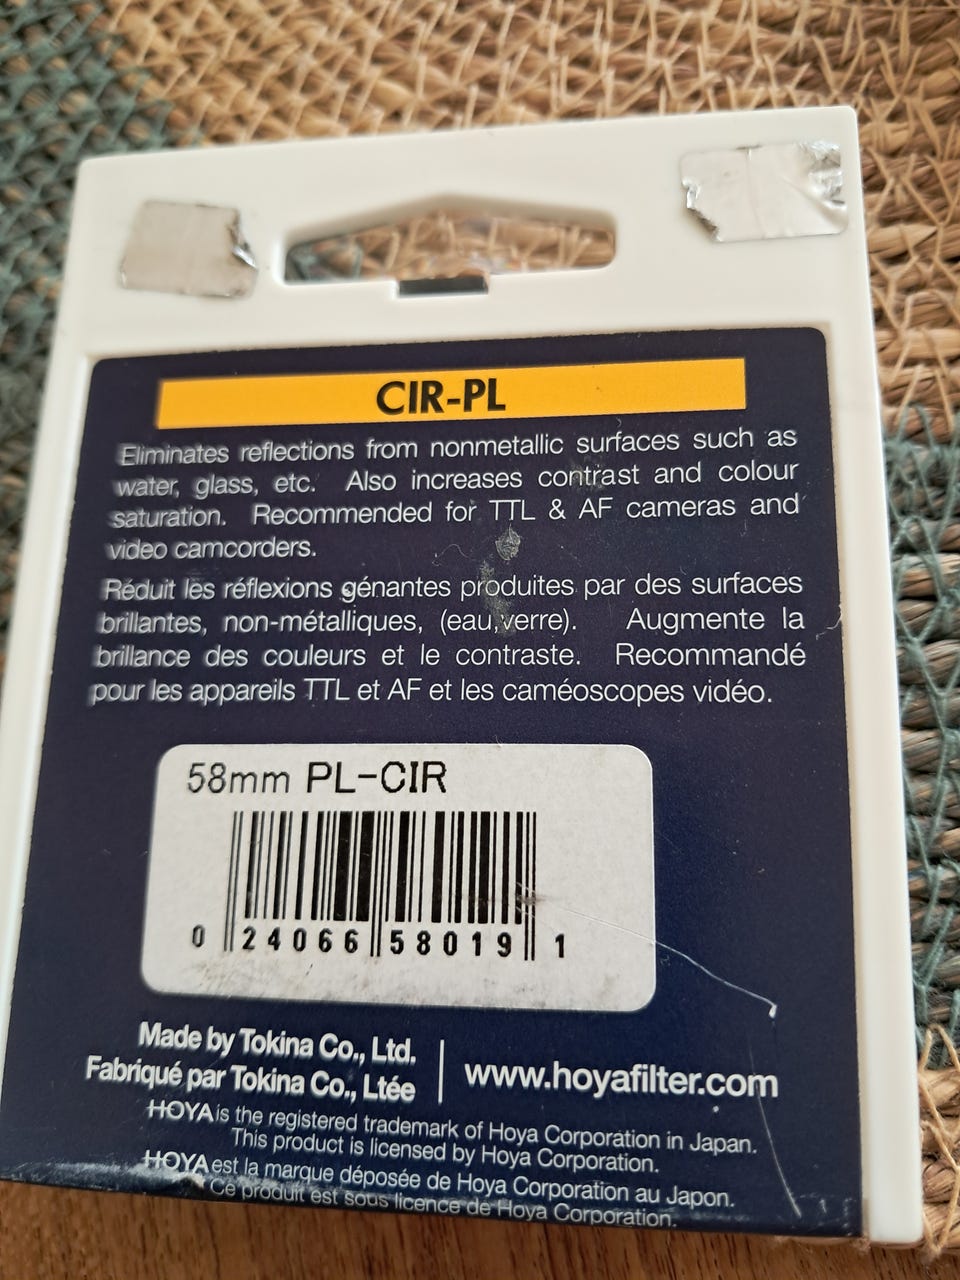 CIR-PL
Eliminates reflections from nonmetallic surfaces such as
water, glass, etc. Also increases contrast and colour
saturation. Recommended for TTL & AF cameras and
video camcorders.
Réduit les réflexions génantes produites par des surfaces
brillantes, non-métalliques, (eau,verre). Augmente la
brillance des couleurs et le contraste. Recommandé
pour les appareils TTL et AF et les caméoscopes vidéo.
58mm PL-CIR
0 24066 58019 1
Made by Tokina Co., Ltd.
Fabriqué par Tokina Co., Ltée
www.hoyafilter.com
HOYA is the registered trademark of Hoya Corporation in Japan.
This product is licensed by Hoya Corporation.
HOYA est la marque déposée de Hoya Corporation au Japon.
Ce produit est sous licence de Hoya Corporation.